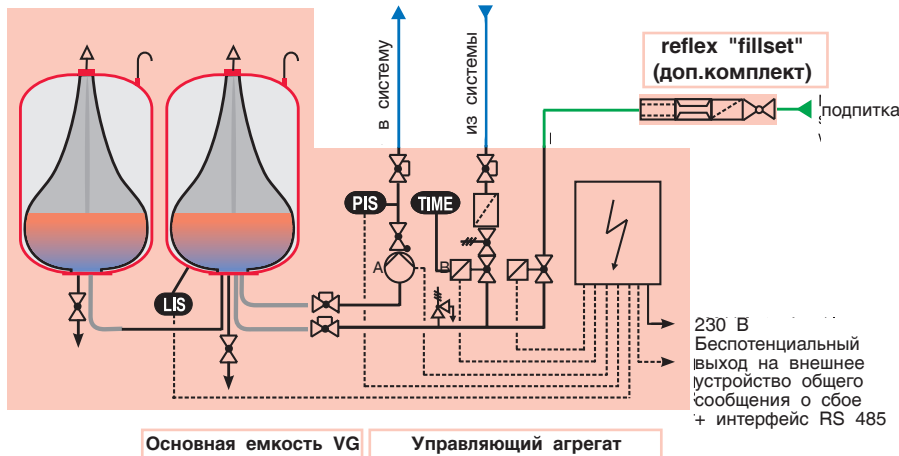 в систему
из системы
reflex "fillset"
(доп.комплект)
подпитка
PIS
TIME
A
B
LIS
230 В
Беспотенциальный
выход на внешнее
устройство общего
сообщения о сбое
+ интерфейс RS 485
Основная емкость VG
Управляющий агрегат